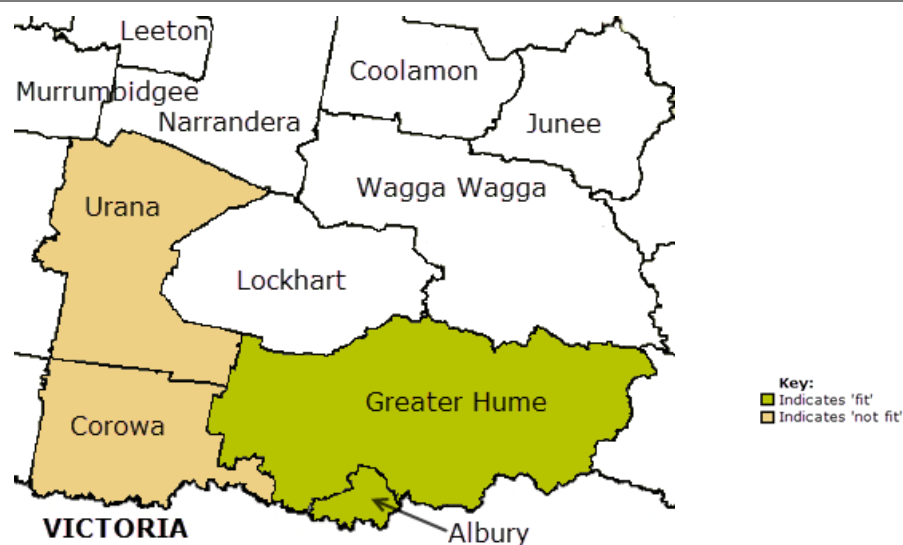 Leeton
Coolamon
Murrumbidgee
Narrandera
Junee
Wagga Wagga
Urana
Lockhart
Key:
Indicates 'fit'
Indicates 'not fit'
Greater Hume
Corowa
VICTORIA
Albury